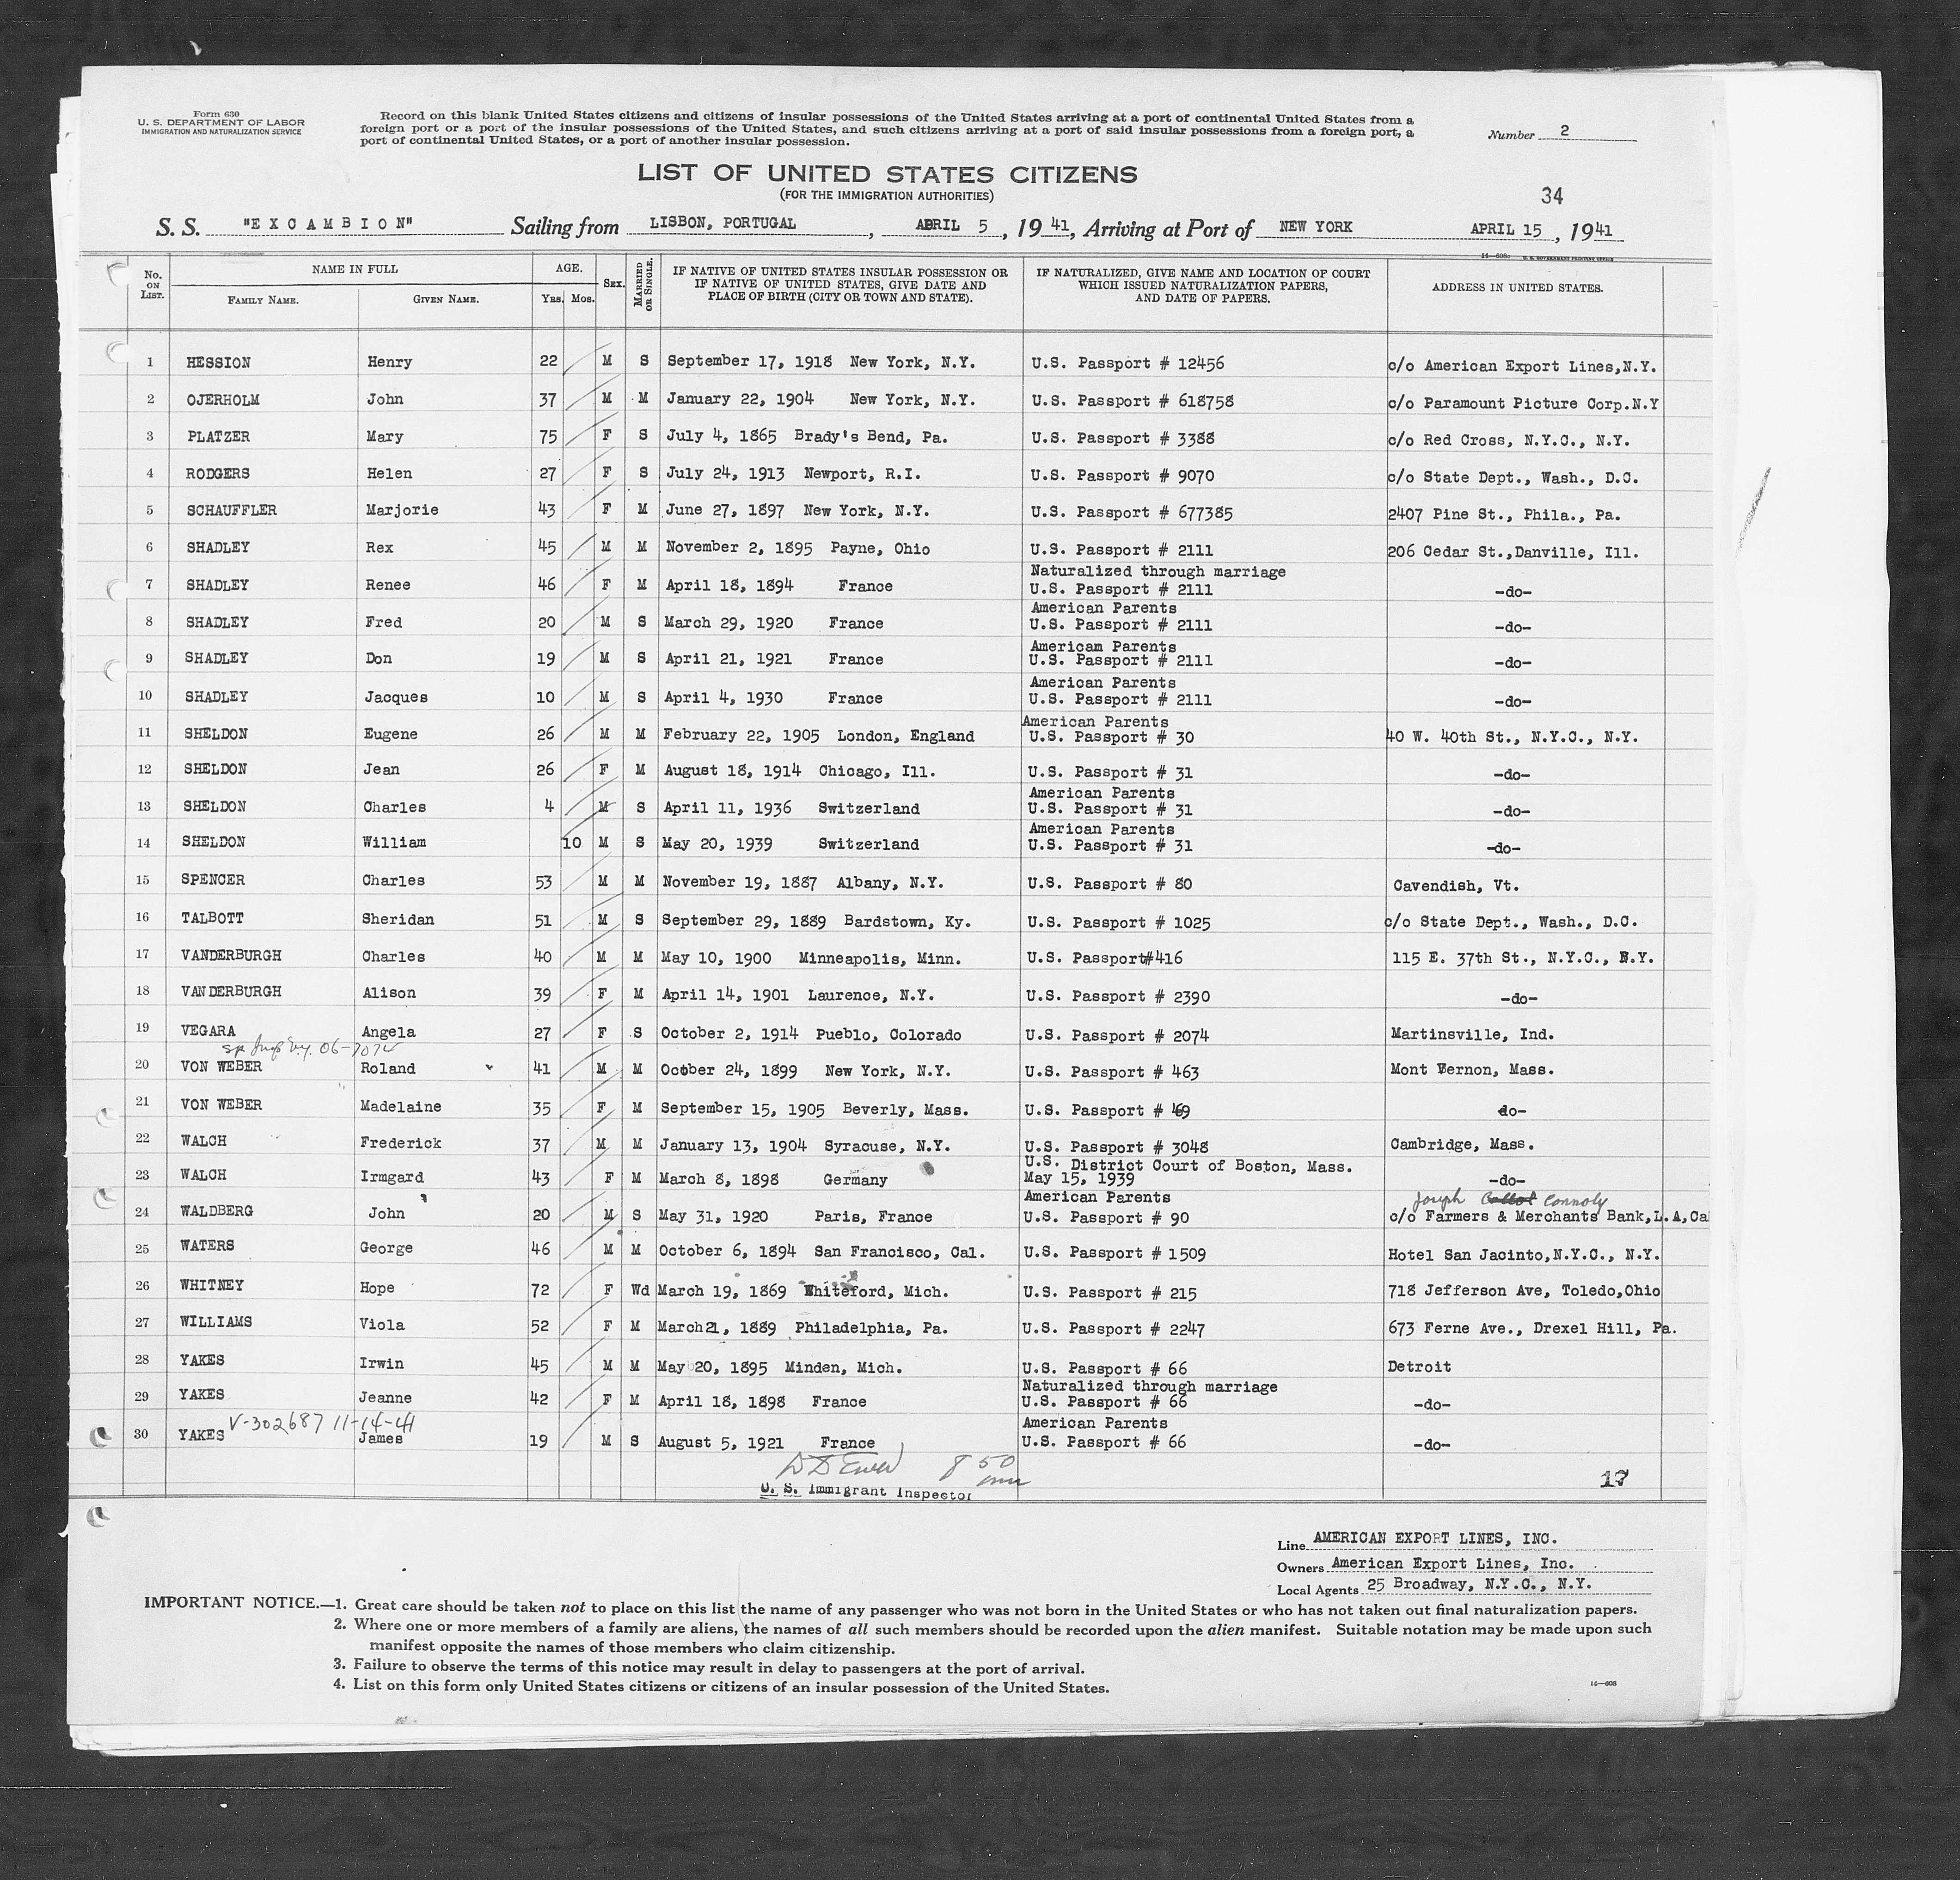 Form 630
U. S. DEPARTMENT OF LABOR
IMMIGRATION AND NATURALIZATION SERVICE
Record on this blank United States citizens and citizens of insular possessions of the United States arriving at a port of continental United States from a
foreign port or a port of the insular possessions of the United States, and such citizens arriving at a port of said insular possessions from a foreign port, a
port of continental United States, or a port of another insular possession.
Number 2
LIST OF UNITED STATES CITIZENS
(FOR THE IMMIGRATION AUTHORITIES)
34
S. S. "EXCAMBION" Sailing from LISBON, PORTUGAL, APRIL 5, 1941, Arriving at Port of NEW YORK APRIL 15, 1941
No. ON LIST. NAME IN FULL FAMILY NAME. GIVEN NAME. AGE. Yrs. Mos. SEX. MARRIED OR SINGLE. IF NATIVE OF UNITED STATES INSULAR POSSESSION OR IF NATIVE OF UNITED STATES, GIVE DATE AND PLACE OF BIRTH (CITY OR TOWN AND STATE). IF NATURALIZED, GIVE NAME AND LOCATION OF COURT WHICH ISSUED NATURALIZATION PAPERS, AND DATE OF PAPERS. ADDRESS IN UNITED STATES.
1 HESSION Henry 22 M S September 17, 1918 New York, N.Y. U.S. Passport # 12456 c/o American Export Lines,N.Y.
2 OJERHOLM John 37 M M January 22, 1904 New York, N.Y. U.S. Passport # 618758 c/o Paramount Picture Corp.N.Y
3 PLATZER Mary 75 F S July 4, 1865 Brady's Bend, Pa. U.S. Passport # 3388 c/o Red Cross, N.Y.C., N.Y.
4 RODGERS Helen 27 F S July 24, 1913 Newport, R.I. U.S. Passport # 9070 c/o State Dept., Wash., D.C.
5 SCHAUFFLER Marjorie 43 F M June 27, 1897 New York, N.Y. U.S. Passport # 677385 2407 Pine St., Phila., Pa.
6 SHADLEY Rex 45 M M November 2, 1895 Payne, Ohio U.S. Passport # 2111 206 Cedar St.,Danville, Ill.
Naturalized through marriage
7 SHADLEY Renee 46 F M April 18, 1894 France U.S. Passport # 2111 -do-
American Parents
8 SHADLEY Fred 20 M S March 29, 1920 France U.S. Passport # 2111 -do-
Americam Parents
9 SHADLEY Don 19 M S April 21, 1921 France U.S. Passport # 2111 -do-
American Parents
10 SHADLEY Jacques 10 M S April 4, 1930 France U.S. Passport # 2111 -do-
American Parents
11 SHELDON Eugene 26 M M February 22, 1905 London, England U.S. Passport # 30 40 W. 40th St., N.Y.C., N.Y.
12 SHELDON Jean 26 F M August 18, 1914 Chicago, Ill. U.S. Passport # 31 -do-
American Parents
13 SHELDON Charles 4 M S April 11, 1936 Switzerland U.S. Passport # 31 -do-
American Parents
14 SHELDON William 10 M S May 20, 1939 Switzerland U.S. Passport # 31 -do-
15 SPENCER Charles 53 M M November 19, 1887 Albany, N.Y. U.S. Passport # 80 Cavendish, Vt.
16 TALBOTT Sheridan 51 M S September 29, 1889 Bardstown, Ky. U.S. Passport # 1025 c/o State Dept., Wash., D.C.
17 VANDERBURGH Charles 40 M M May 10, 1900 Minneapolis, Minn. U.S. Passport#416 115 E. 37th St., N.Y.C., N.Y.
18 VANDERBURGH Alison 39 F M April 14, 1901 Laurence, N.Y. U.S. Passport # 2390 -do-
19 VEGARA Angela 27 F S October 2, 1914 Pueblo, Colorado U.S. Passport # 2074 Martinsville, Ind.
20 VON WEBER Roland 41 M M October 24, 1899 New York, N.Y. U.S. Passport # 463 Mont Vernon, Mass.
21 VON WEBER Madelaine 35 F M September 15, 1905 Beverly, Mass. U.S. Passport # 469 do-
22 WALCH Frederick 37 M M January 13, 1904 Syracuse, N.Y. U.S. Passport # 3048 Cambridge, Mass.
U.S. District Court of Boston, Mass.
23 WALCH Irmgard 43 F M March 8, 1898 Germany May 15, 1939 -do-
American Parents Joseph Connoly
24 WALDBERG John 20 M S May 31, 1920 Paris, France U.S. Passport # 90 c/o Farmers & Merchants Bank,L.A,Ca
25 WATERS George 46 M M October 6, 1894 San Francisco, Cal. U.S. Passport # 1509 Hotel San Jacinto,N.Y.C., N.Y.
26 WHITNEY Hope 72 F Wd March 19, 1869 Whiteford, Mich. U.S. Passport # 215 718 Jefferson Ave, Toledo,Ohio
27 WILLIAMS Viola 52 F M March21, 1889 Philadelphia, Pa. U.S. Passport # 2247 673 Ferne Ave., Drexel Hill, Pa.
28 YAKES Irwin 45 M M May 20, 1895 Minden, Mich. U.S. Passport # 66 Detroit
Naturalized through marriage
29 YAKES Jeanne 42 F M April 18, 1898 France U.S. Passport # 66 -do-
V-302687 11-14-41 American Parents
30 YAKES James 19 M S August 5, 1921 France U.S. Passport # 66 -do-
8 50
U. S. Immigrant Inspector
17
Line AMERICAN EXPORT LINES, INC.
Owners American Export Lines, Inc.
Local Agents 25 Broadway, N.Y.C., N.Y.
IMPORTANT NOTICE.—1. Great care should be taken not to place on this list the name of any passenger who was not born in the United States or who has not taken out final naturalization papers.
2. Where one or more members of a family are aliens, the names of all such members should be recorded upon the alien manifest. Suitable notation may be made upon such
manifest opposite the names of those members who claim citizenship.
3. Failure to observe the terms of this notice may result in delay to passengers at the port of arrival.
4. List on this form only United States citizens or citizens of an insular possession of the United States.
14—608